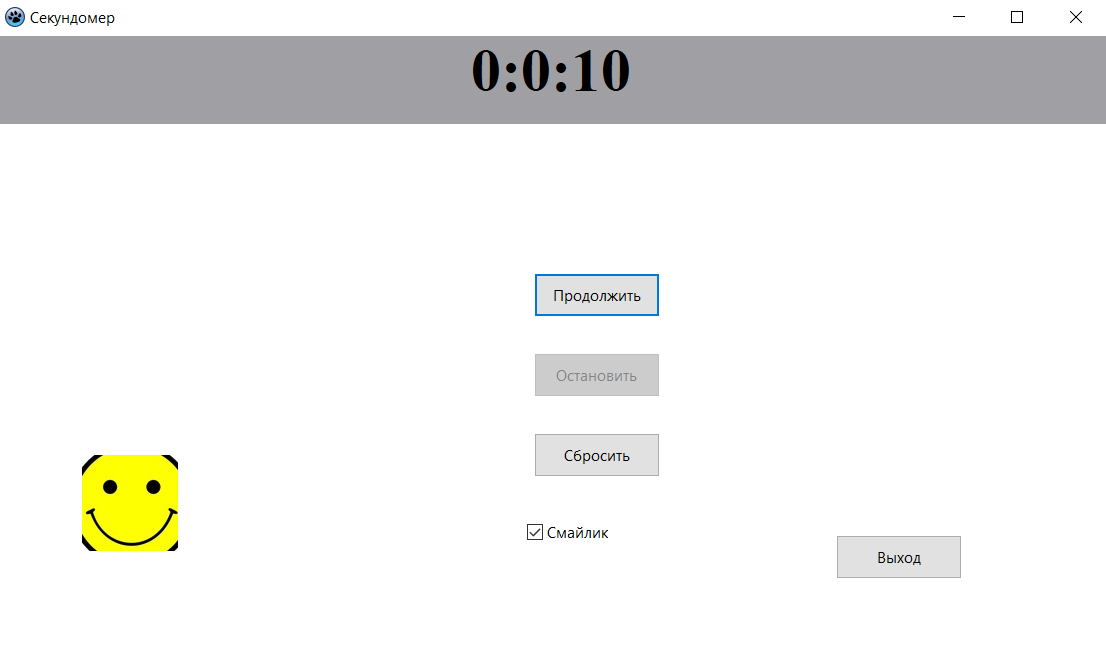 Секундомер
0:0:10
Продолжить
Остановить
Сбросить
Смайлик
Выход